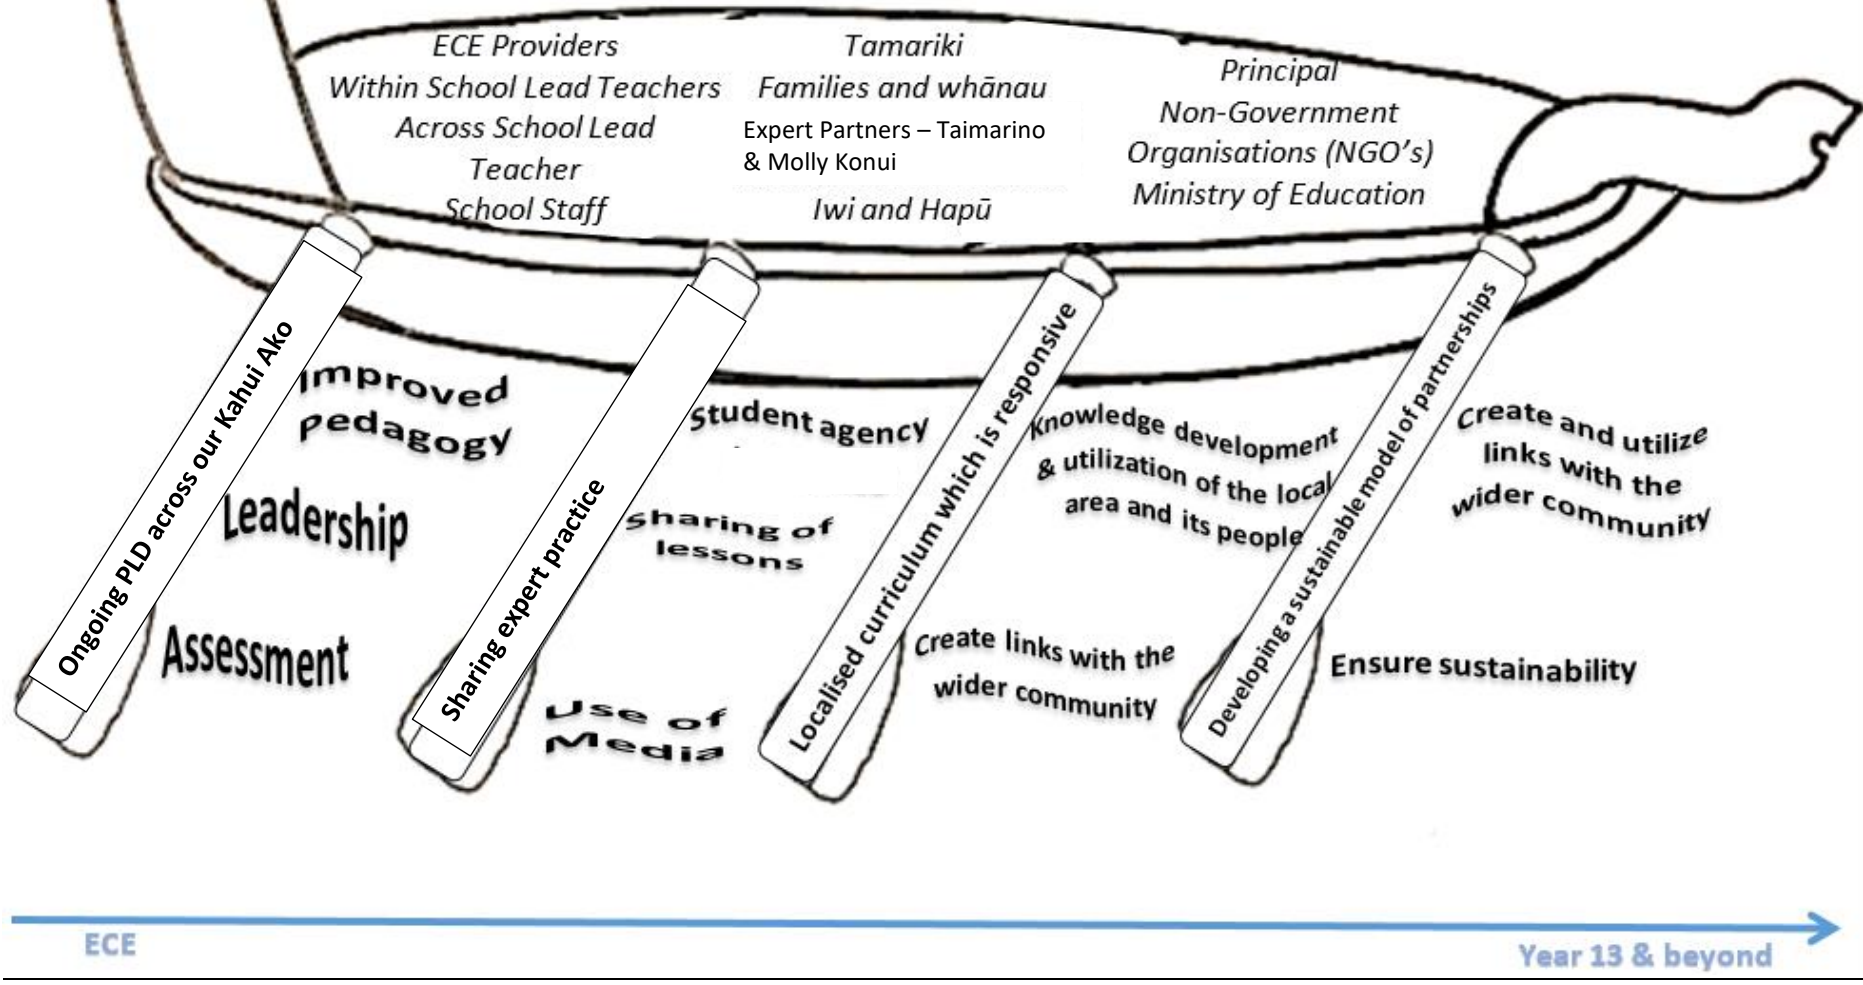 ECE Providers
Within School Lead Teachers
Across School Lead
Teacher
School Staff
Tamariki
Families and whānau
Expert Partners – Taimarino
& Molly Konui
Iwi and Hapū
Principal
Non-Government
Organisations (NGO’s)
Ministry of Education
Ongoing PLD across our Kahui Ako
Improved
pedagogy
Leadership
Assessment
Sharing expert practice
Student agency
Sharing of
lessons
Use of
Media
Localised curriculum which is responsive
Knowledge development
& utilization of the local
area and its people
Create links with the
wider community
Developing a sustainable model of partnerships
Create and utilize
links with the
wider community
Ensure sustainability
ECE
Year 13 & beyond